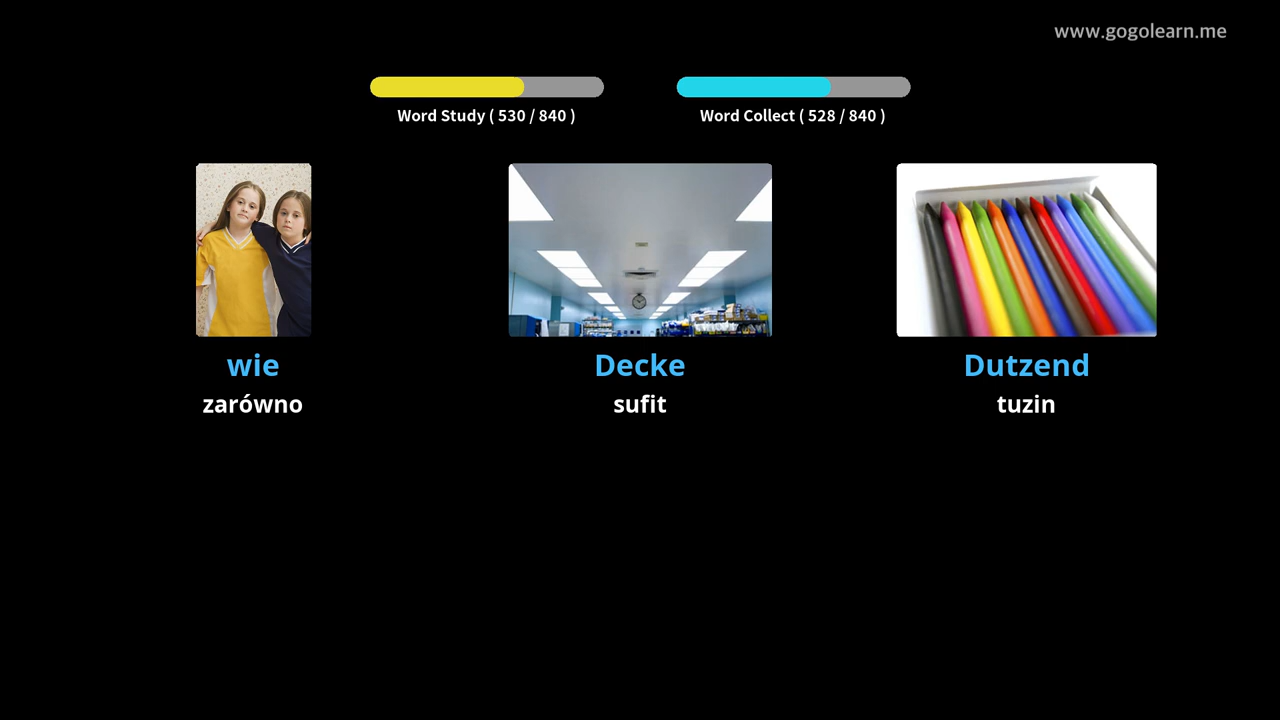 www.gogolearn.me
Word Study ( 530 / 840 )
Word Collect ( 528 / 840 )
wie
zarówno
Decke
sufit
Dutzend
tuzin